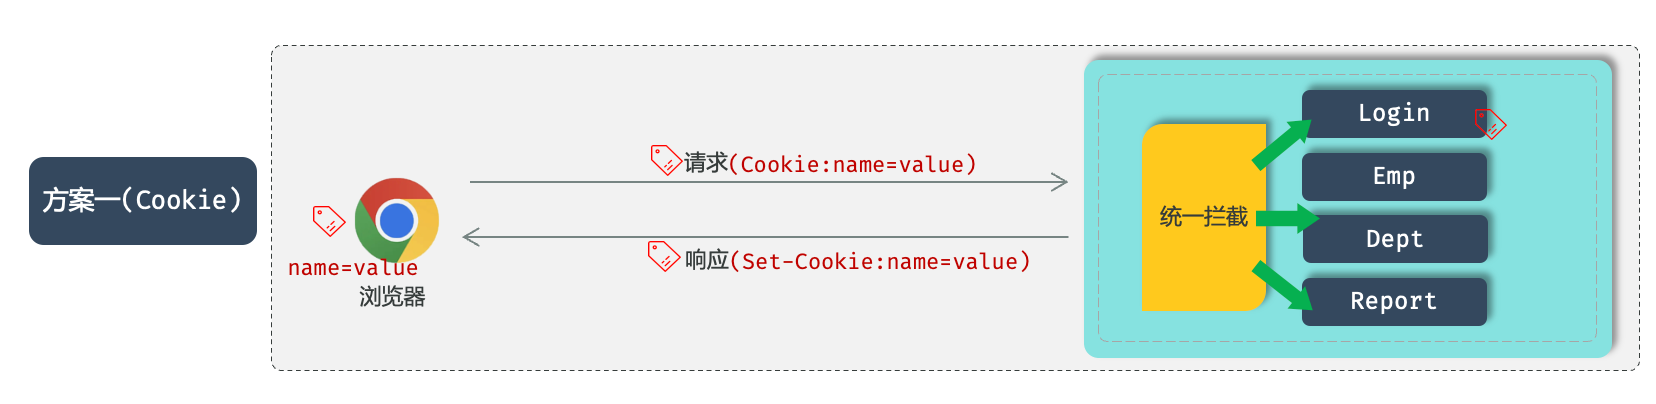 方案一(Cookie)
name=value
浏览器
请求(Cookie:name=value)
响应(Set-Cookie:name=value)
统一拦截
Login
Emp
Dept
Report